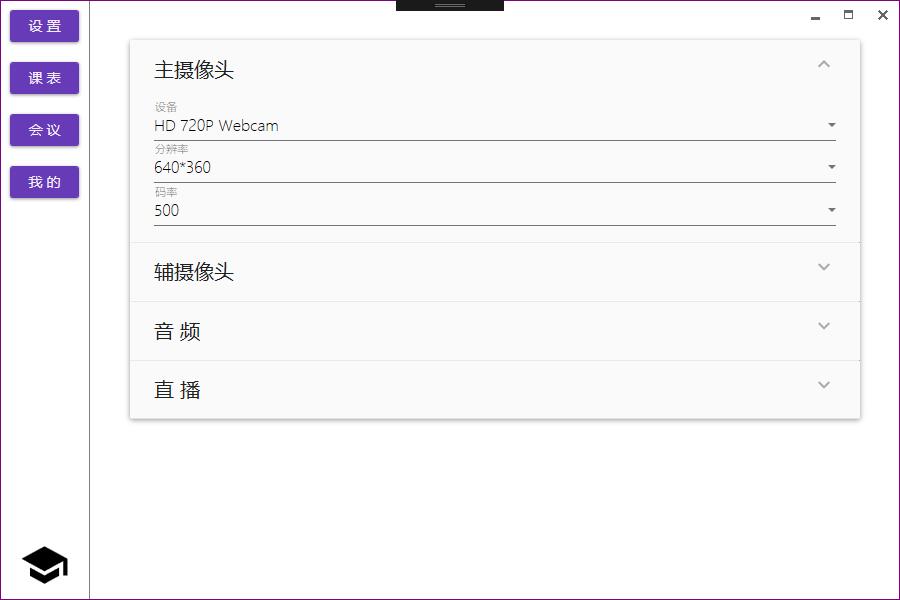 设 置
课 表
会 议
我 的
主摄像头
设备
HD 720P Webcam
分辨率
640*360
码率
500
辅摄像头
音 频
直 播